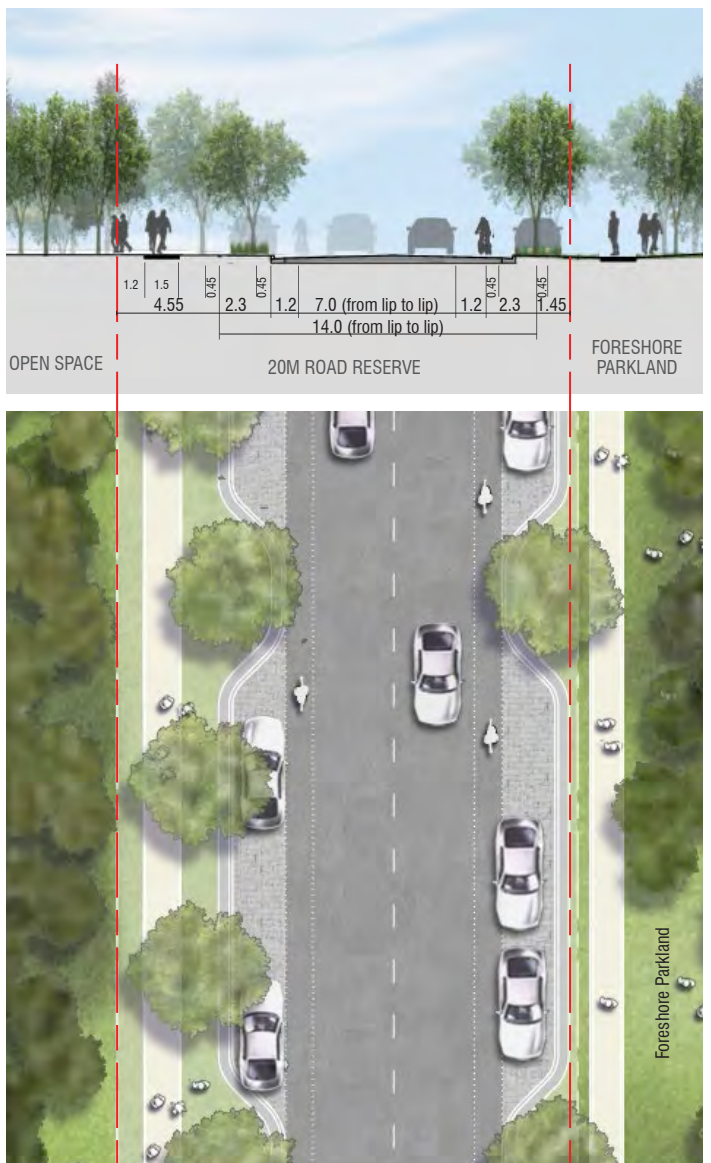 1.2 1.5 0.45 0.45 0.45 0.45
4.55 2.3 1.2 7.0 (from lip to lip) 1.2 2.3 1.45
14.0 (from lip to lip)
OPEN SPACE 20M ROAD RESERVE FORESHORE
PARKLAND
Foreshore Parkland